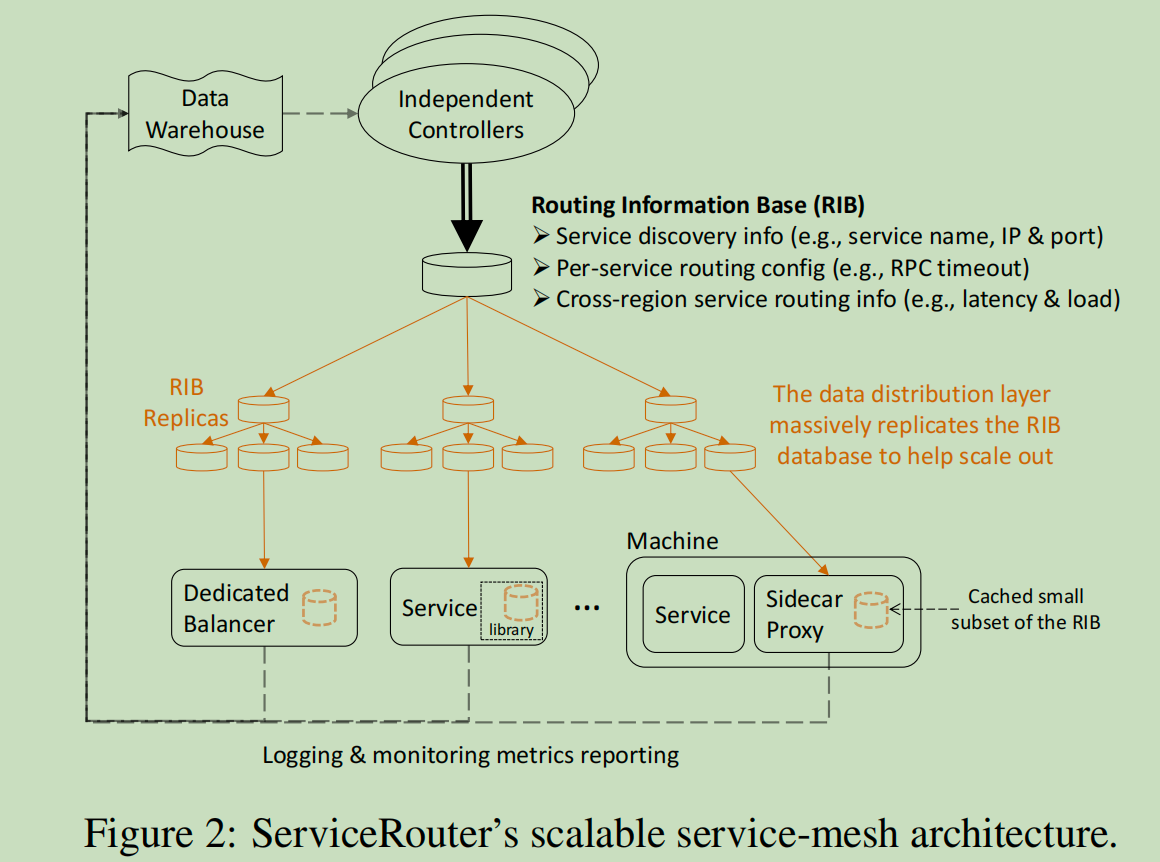 Data
Warehouse
Independent
Controllers
Routing Information Base (RIB)
➢ Service discovery info (e.g., service name, IP & port)
➢ Per-service routing config (e.g., RPC timeout)
➢ Cross-region service routing info (e.g., latency & load)
RIB
Replicas
The data distribution layer
massively replicates the RIB
database to help scale out
Machine
Dedicated
Balancer
Service
library
...
Service
Sidecar
Proxy
Cached small
subset of the RIB
Logging & monitoring metrics reporting
Figure 2: ServiceRouter’s scalable service-mesh architecture.